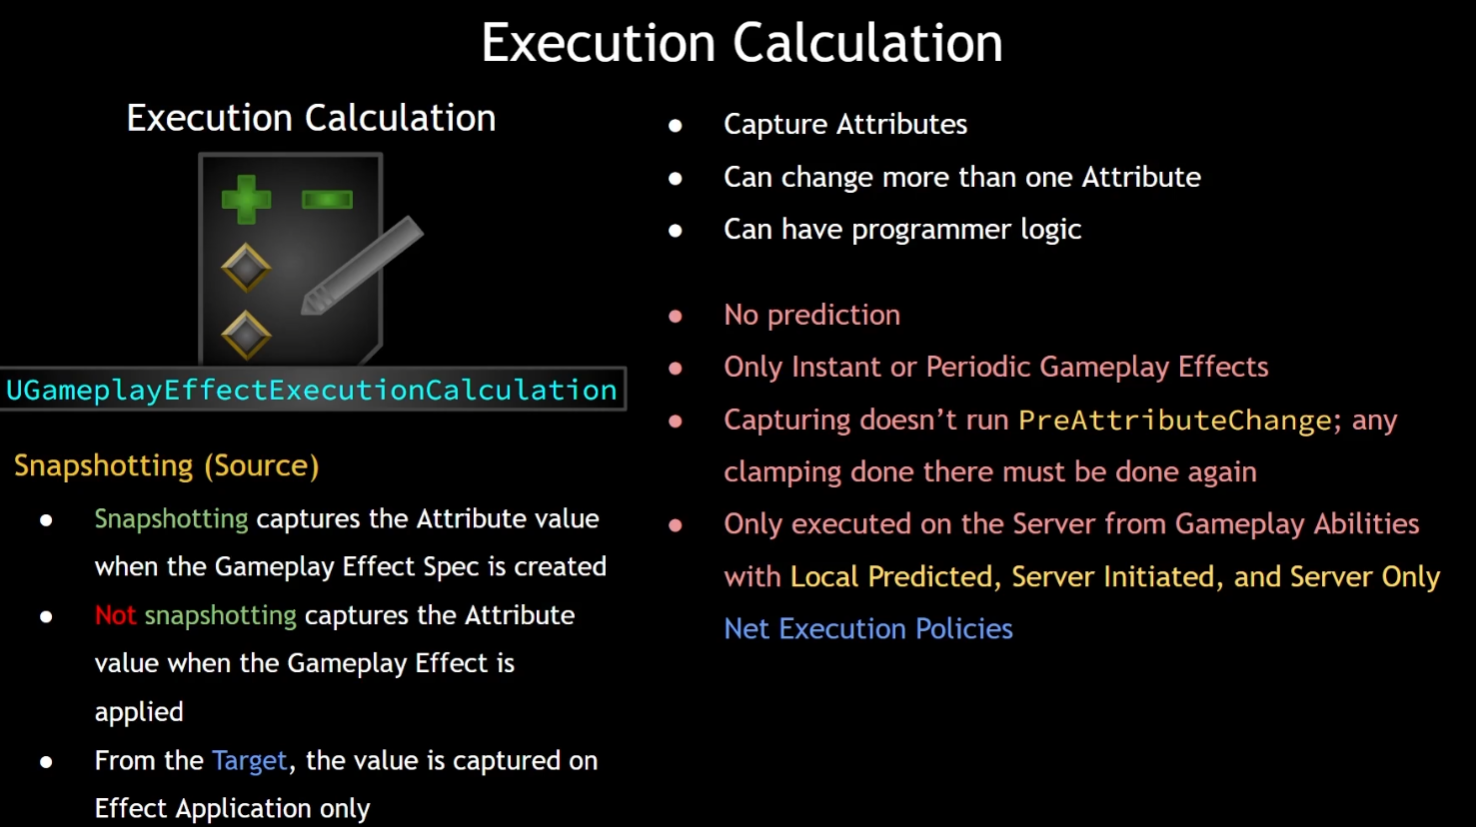 Execution Calculation
Execution Calculation
UGameplayEffectExecutionCalculation
Snapshotting (Source)
● Snapshotting captures the Attribute value
when the Gameplay Effect Spec is created
● Not snapshotting captures the Attribute
value when the Gameplay Effect is
applied
● From the Target, the value is captured on
Effect Application only
● Capture Attributes
● Can change more than one Attribute
● Can have programmer logic
● No prediction
● Only Instant or Periodic Gameplay Effects
● Capturing doesn’t run PreAttributeChange; any
clamping done there must be done again
● Only executed on the Server from Gameplay Abilities
with Local Predicted, Server Initiated, and Server Only
Net Execution Policies